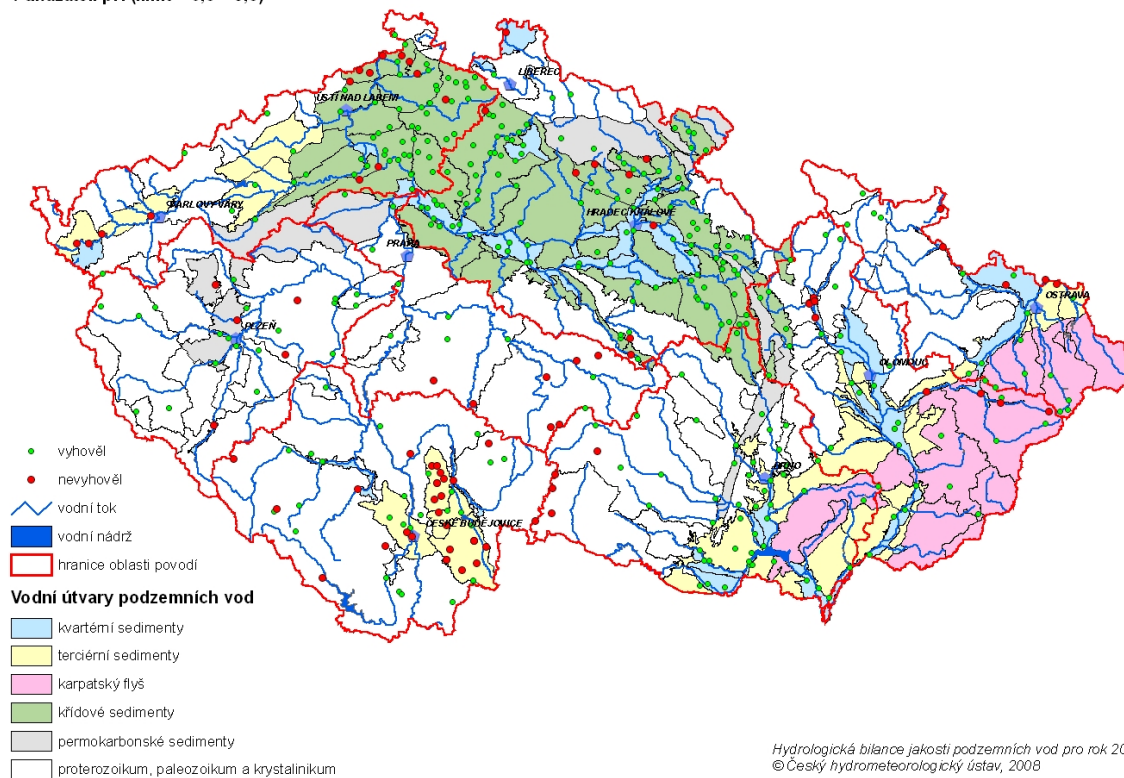 LIBEREC
ÚSTÍ NAD LABEM
KARLOVY VARY
HRADEC KRÁLOVÉ
PRAHA
OSTRAVA
PLZEŇ
OLOMOUC
BRNO
ČESKÉ BUDĚJOVICE
vyhověl
nevyhověl
vodní tok
vodní nádrž
hranice oblasti povodí
Vodní útvary podzemních vod
kvartérní sedimenty
terciérní sedimenty
karpatský flyš
křídové sedimenty
permokarbonské sedimenty
proterozoikum, paleozoikum a krystalinikum
Hydrologická bilance jakosti podzemních vod pro rok 20
© Český hydrometeorologický ústav, 2008